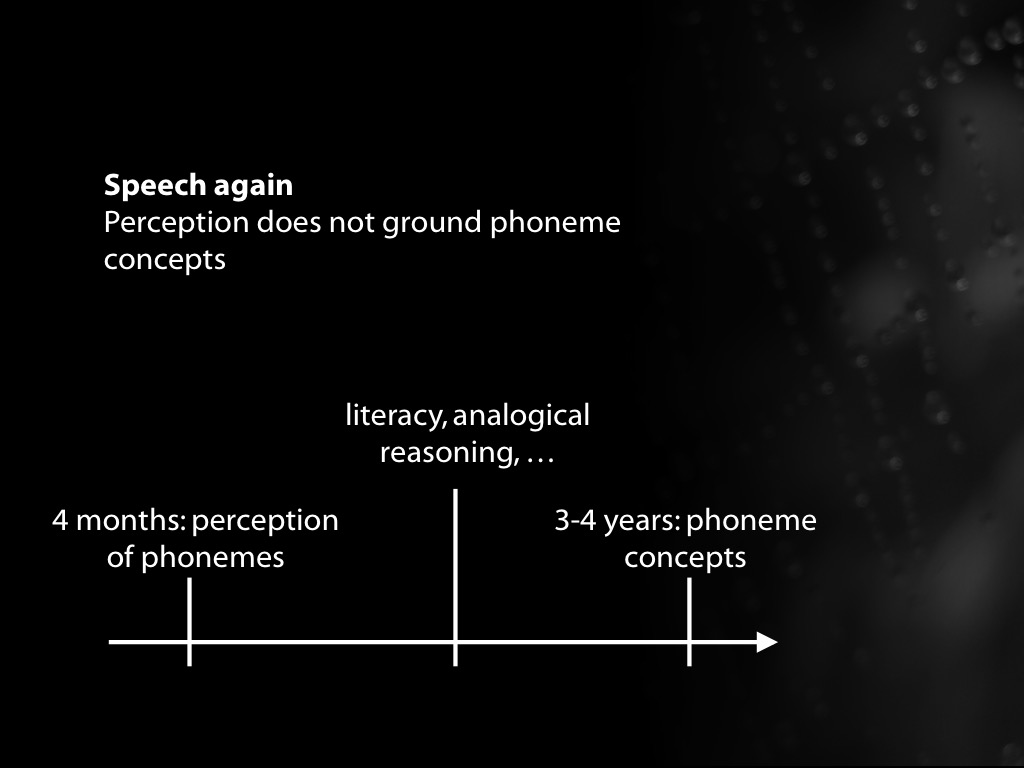 Speech again
Perception does not ground phoneme
concepts
literacy, analogical
reasoning, …
4 months: perception
of phonemes
3-4 years: phoneme
concepts